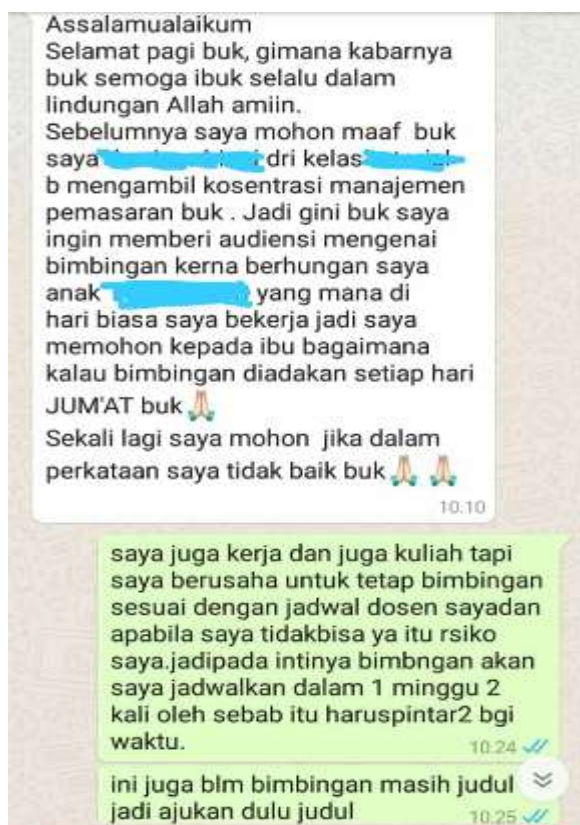 Assalamualaikum
Selamat pagi buk, gimana kabarnya
buk semoga ibuk selalu dalam
lindungan Allah amiin.
Sebelumnya saya mohon maaf buk
saya dri kelas
b mengambil kosentrasi manajemen
pemasaran buk . Jadi gini buk saya
ingin memberi audiensi mengenai
bimbingan kerna berhungan saya
anak yang mana di
hari biasa saya bekerja jadi saya
memohon kepada ibu bagaimana
kalau bimbingan diadakan setiap hari
JUM'AT buk🙏🏻
Sekali lagi saya mohon jika dalam
perkataan saya tidak baik buk🙏🏻 🙏🏻
10.10
saya juga kerja dan juga kuliah tapi
saya berusaha untuk tetap bimbingan
sesuai dengan jadwal dosen sayadan
apabila saya tidakbisa ya itu rsiko
saya.jadipada intinya bimbngan akan
saya jadwalkan dalam 1 minggu 2
kali oleh sebab itu haruspintar2 bgi
waktu.
10.24
ini juga blm bimbingan masih judul
jadi ajukan dulu judul
10.25